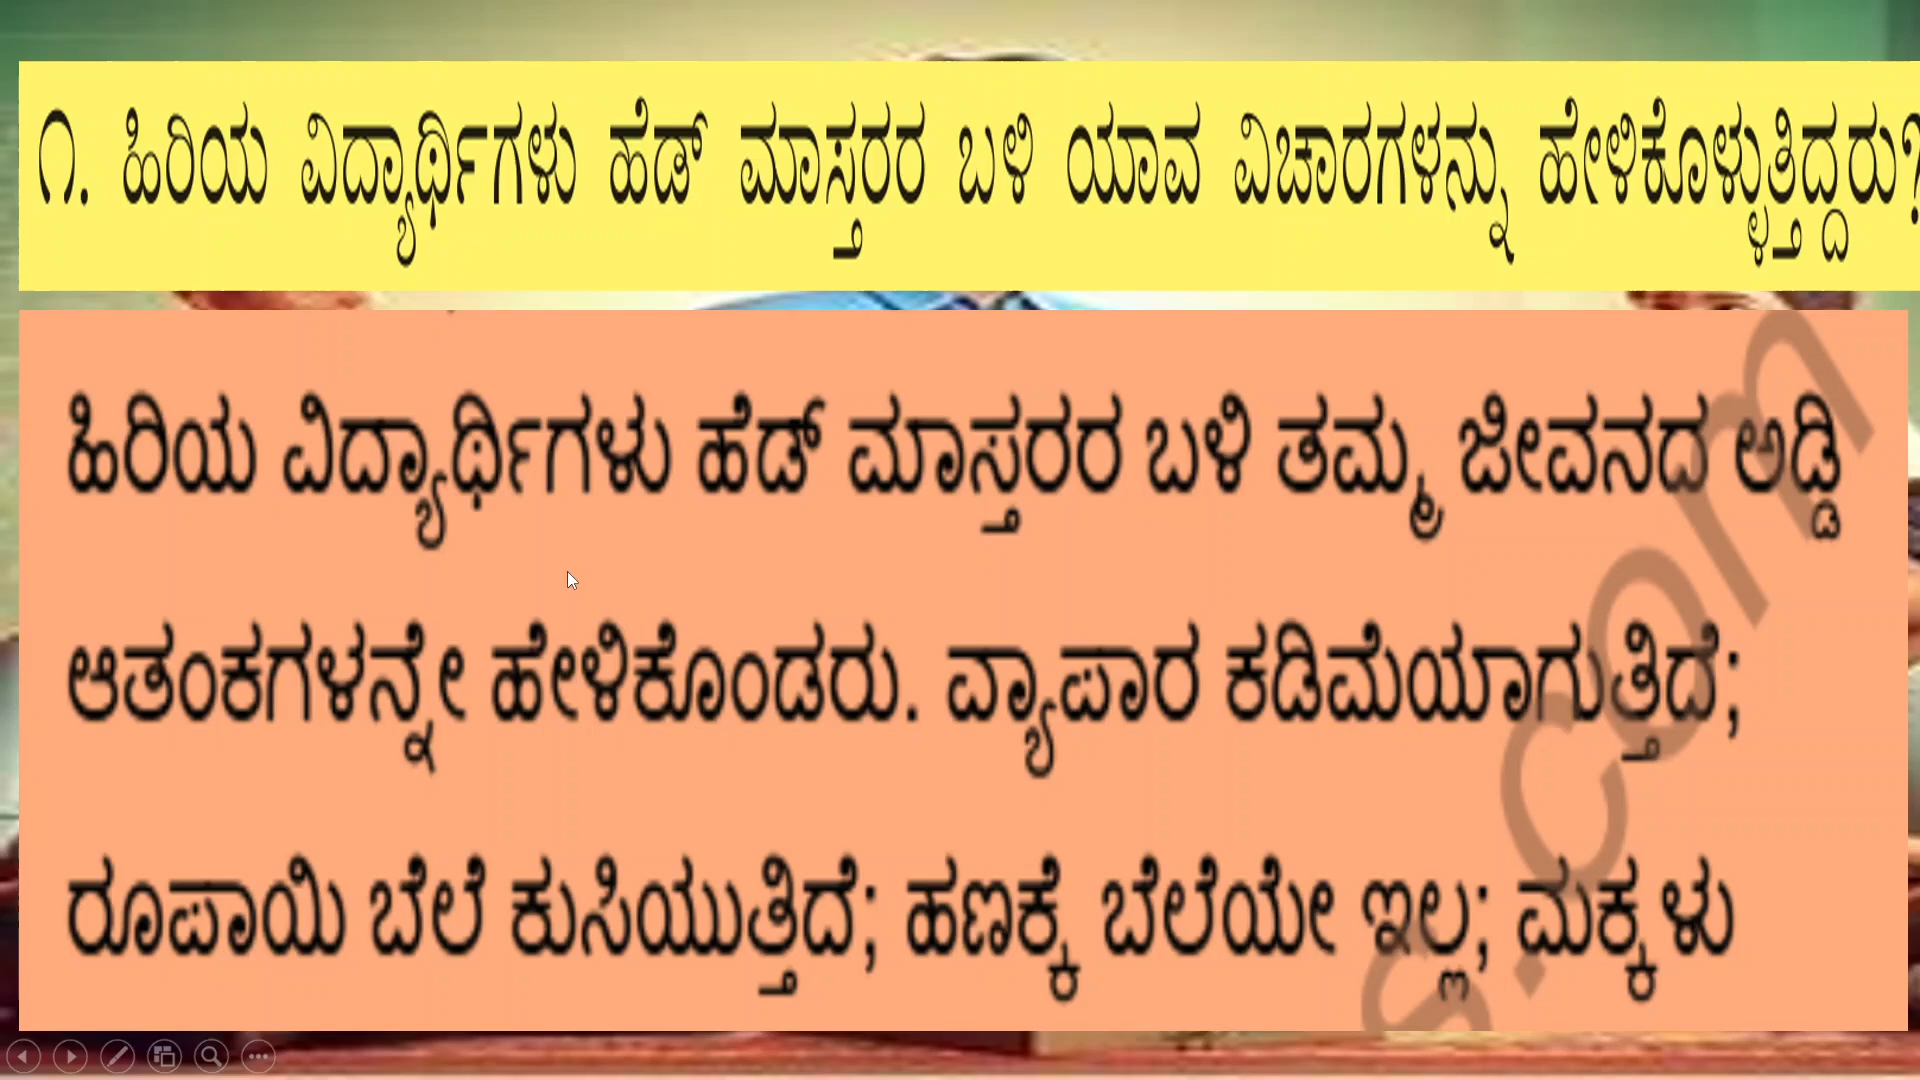 ೧. ಹಿರಿಯ ವಿದ್ಯಾರ್ಥಿಗಳು ಹೆಡ್ ಮಾಸ್ತರರ ಬಳಿ ಯಾವ ವಿಚಾರಗಳನ್ನು ಹೇಳಿಕೊಳ್ಳುತ್ತಿದ್ದರು?
ಹಿರಿಯ ವಿದ್ಯಾರ್ಥಿಗಳು ಹೆಡ್ ಮಾಸ್ತರರ ಬಳಿ ತಮ್ಮ ಜೀವನದ ಅಡ್ಡಿ
ಆತಂಕಗಳನ್ನೇ ಹೇಳಿಕೊಂಡರು. ವ್ಯಾಪಾರ ಕಡಿಮೆಯಾಗುತ್ತಿದೆ;
ರೂಪಾಯಿ ಬೆಲೆ ಕುಸಿಯುತ್ತಿದೆ; ಹಣಕ್ಕೆ ಬೆಲೆಯೇ ಇಲ್ಲ; ಮಕ್ಕಳು
s.com